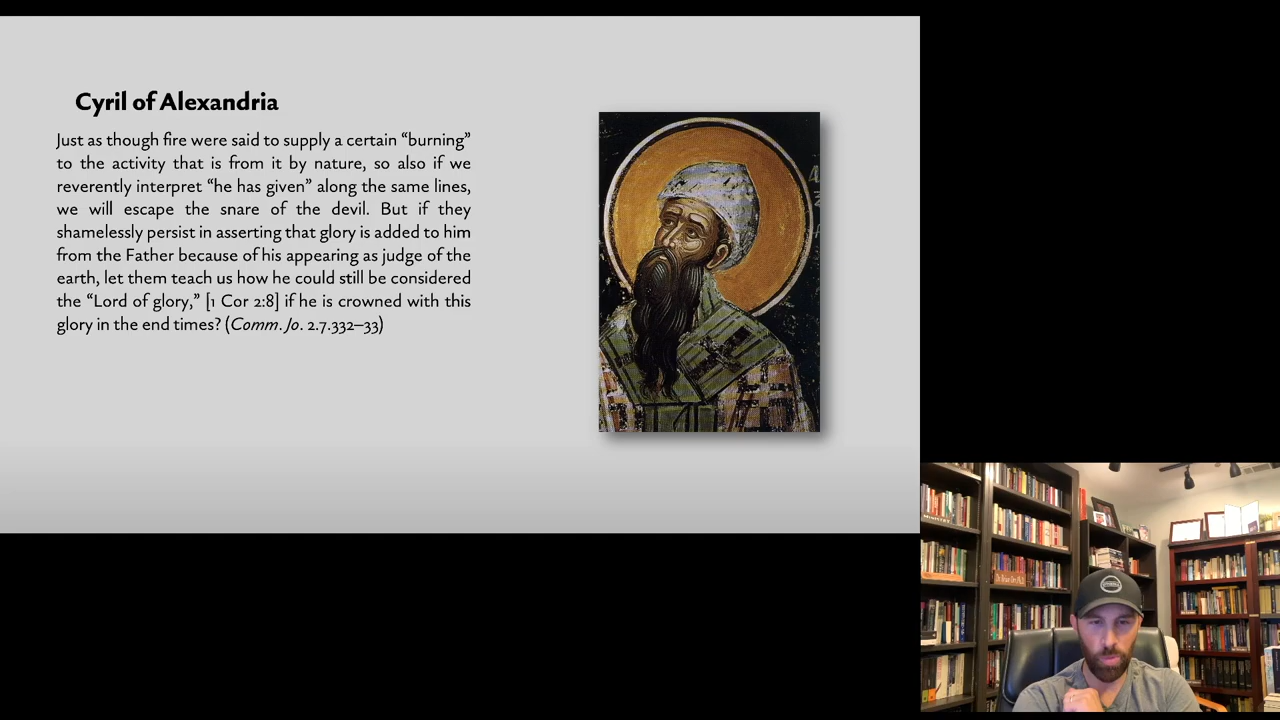 Cyril of Alexandria
Just as though fire were said to supply a certain “burning”
to the activity that is from it by nature, so also if we
reverently interpret “he has given” along the same lines,
we will escape the snare of the devil. But if they
shamelessly persist in asserting that glory is added to him
from the Father because of his appearing as judge of the
earth, let them teach us how he could still be considered
the “Lord of glory,” [1 Cor 2:8] if he is crowned with this
glory in the end times? (Comm. Jo. 2.7.332–33)